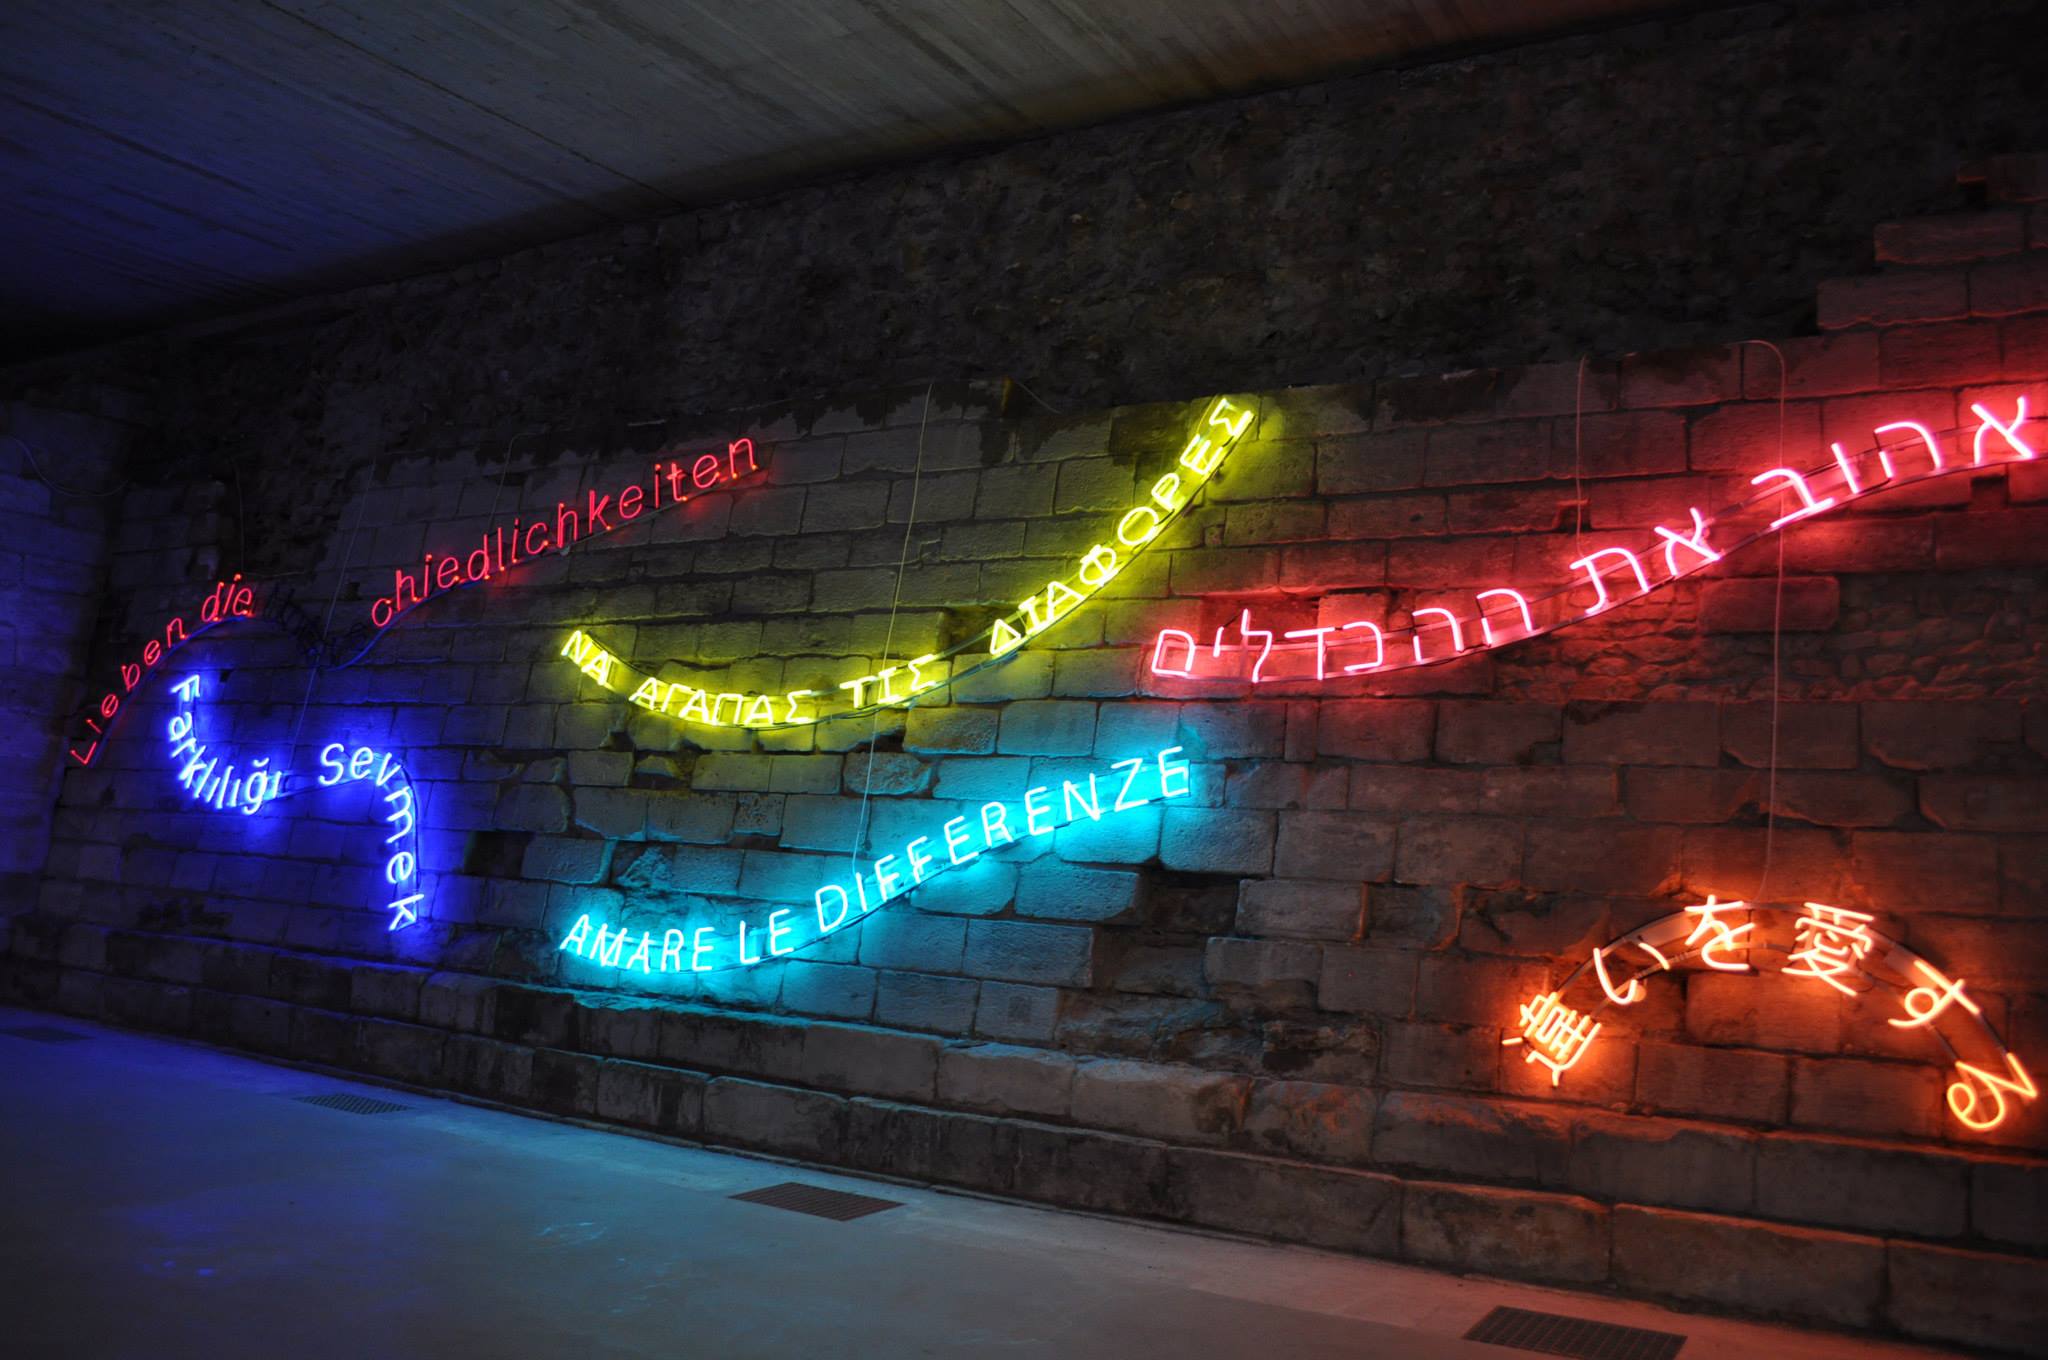 Lieben die chiedlichkeiten
Farklılığı Sevmek
ΝΑ ΑΓΑΠΑΣ ΤΙΣ ΔΙΑΦΟΡΕΣ
AMARE LE DIFFERENZE
אהוב את ההבדלים
違いを愛する